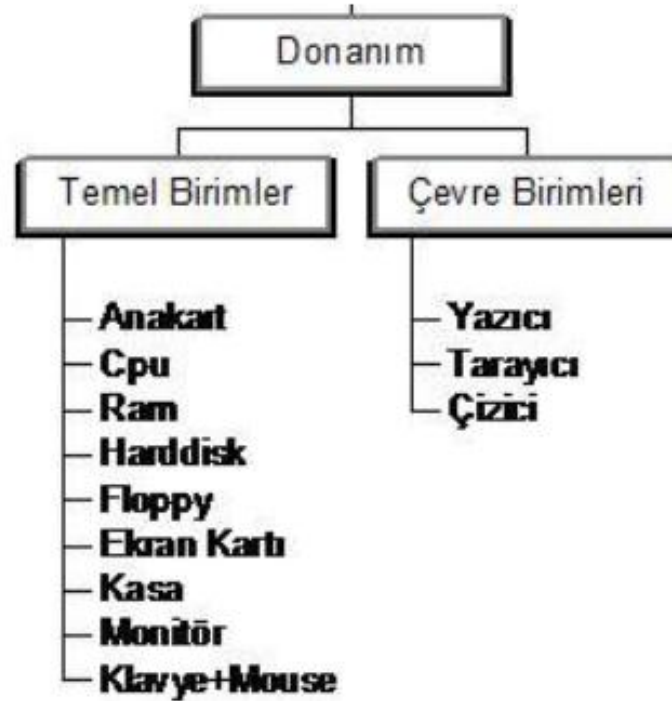 Donanım
Temel Birimler
Çevre Birimleri
Anakart
Cpu
Ram
Harddisk
Floppy
Ekran Kartı
Kasa
Monitör
Klavye+Mouse
Yazıcı
Tarayıcı
Çizici